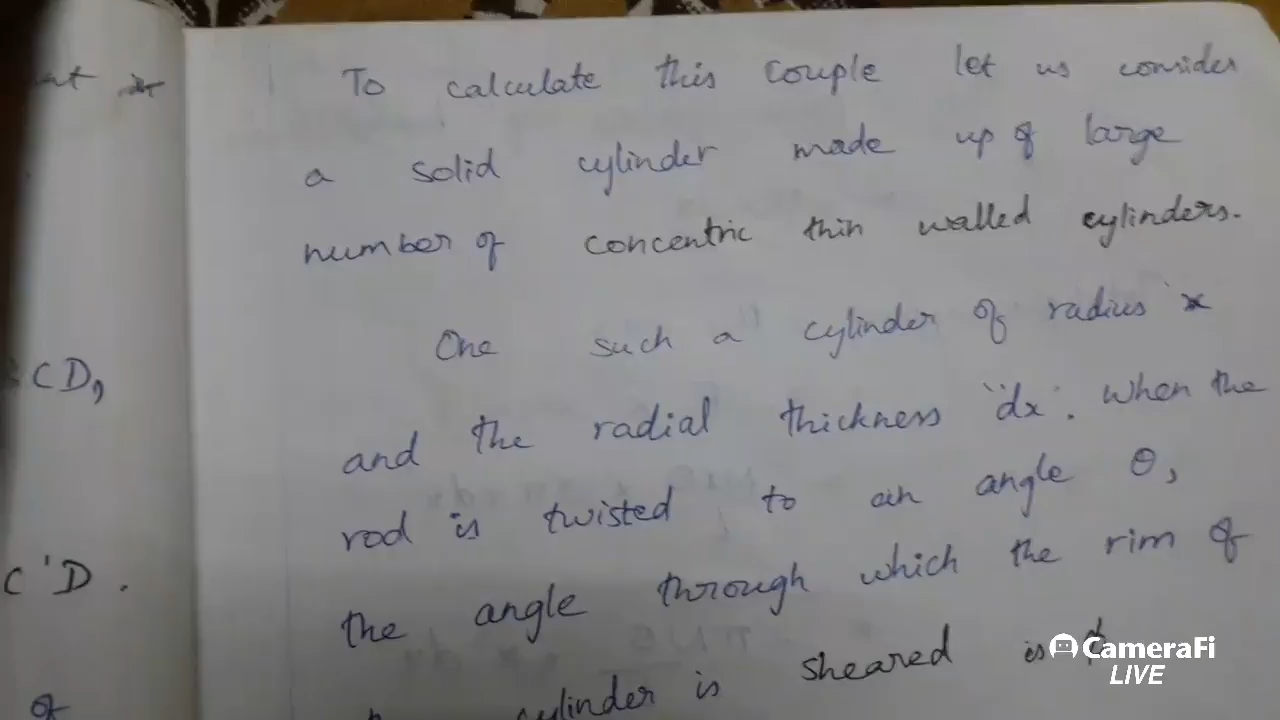 at
To calculate this couple let us consider
a solid cylinder made up of large
number of concentric thin walled cylinders.
One such a cylinder of radius 'x
CD,
and the radial thickness "dx". When the
rod is twisted to an angle θ,
C'D.
the angle through which the rim of
of
cylinder is sheared is ϕ
CameraFi
LIVE